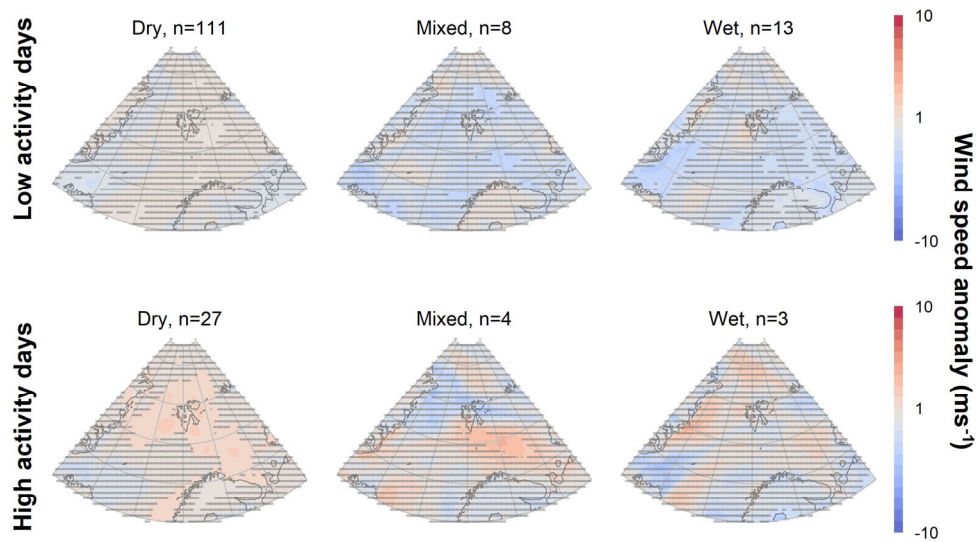 Low activity days
Dry, n=111
Mixed, n=8
Wet, n=13
10
1
-10
High activity days
Dry, n=27
Mixed, n=4
Wet, n=3
10
1
-10
Wind speed anomaly (ms⁻¹)